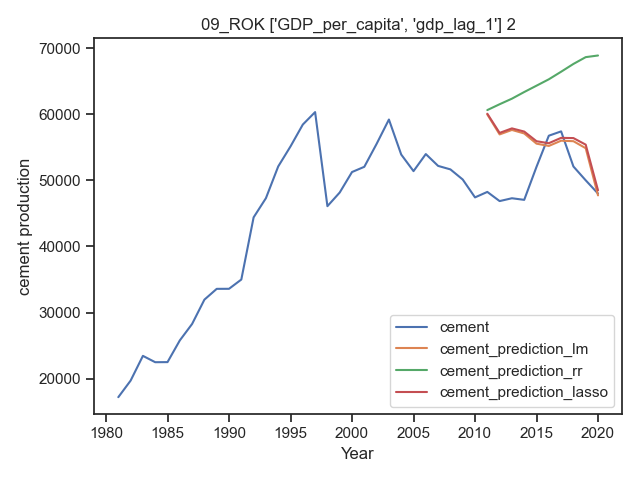 09_ROK ['GDP_per_capita', 'gdp_lag_1'] 2
70000
60000
50000
40000
30000
20000
cement production
1980 1985 1990 1995 2000 2005 2010 2015 2020
Year
cement
cement_prediction_lm
cement_prediction_rr
cement_prediction_lasso